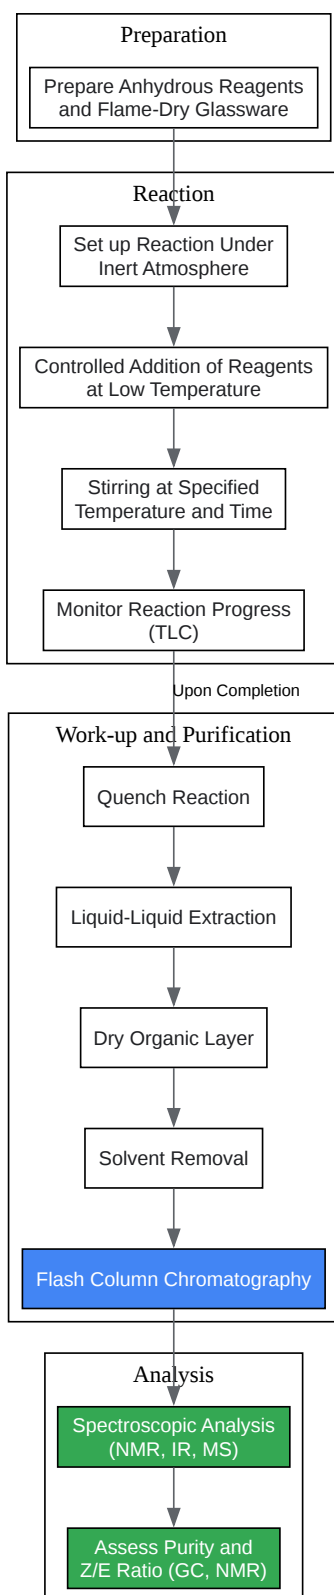 Preparation
Prepare Anhydrous Reagents
and Flame-Dry Glassware
Reaction
Set up Reaction Under
Inert Atmosphere
Controlled Addition of Reagents
at Low Temperature
Stirring at Specified
Temperature and Time
Monitor Reaction Progress
(TLC)
Upon Completion
Work-up and Purification
Quench Reaction
Liquid-Liquid Extraction
Dry Organic Layer
Solvent Removal
Flash Column Chromatography
Analysis
Spectroscopic Analysis
(NMR, IR, MS)
Assess Purity and
Z/E Ratio (GC, NMR)